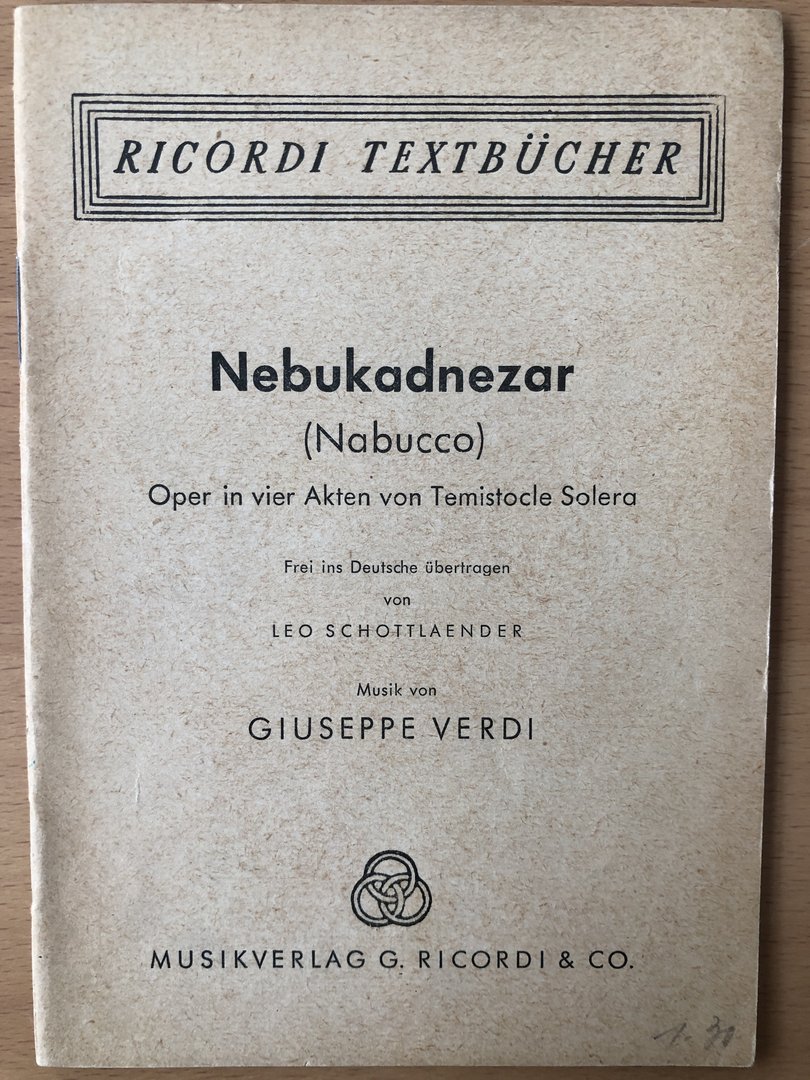 RICORDI TEXTBÜCHER
Nebukadnezar
(Nabucco)
Oper in vier Akten von Temistocle Solera
Frei ins Deutsche übertragen
von
LEO SCHOTTLAENDER
Musik von
GIUSEPPE VERDI
MUSIKVERLAG G. RICORDI & CO.